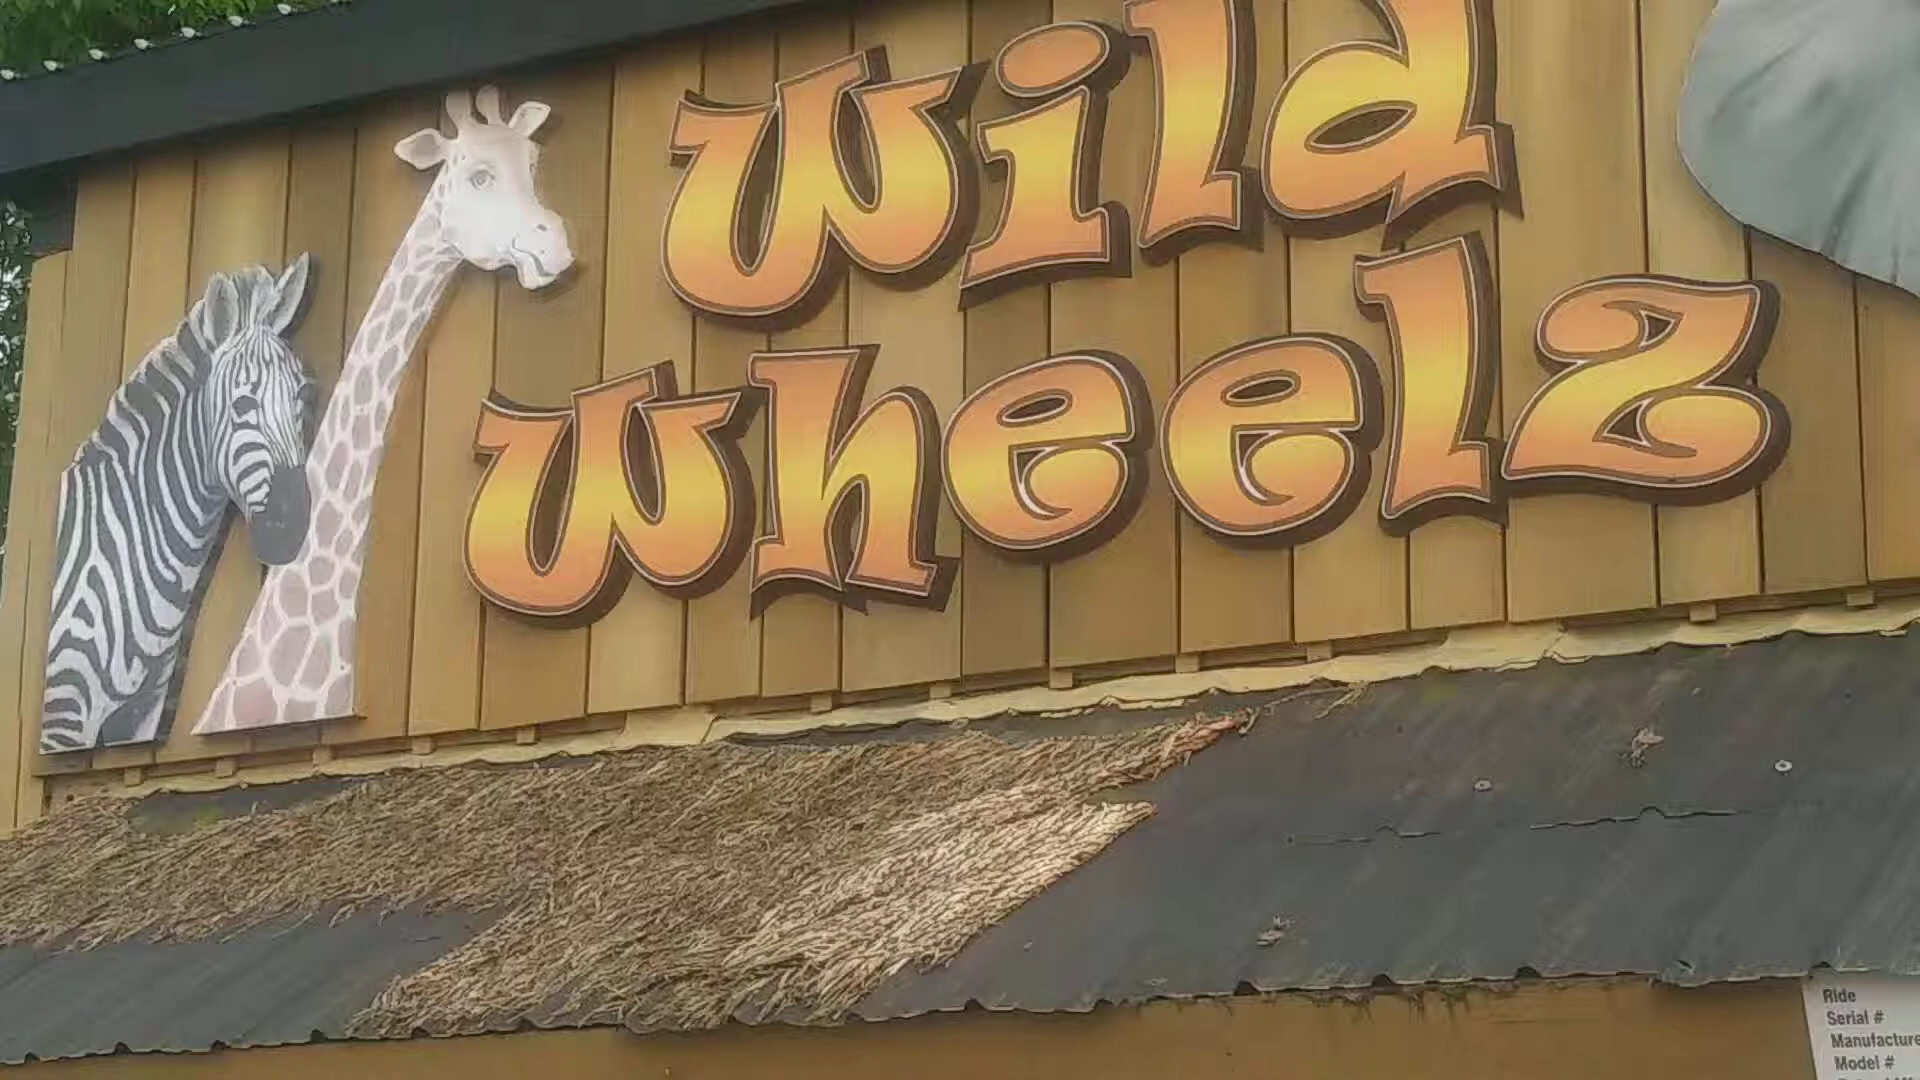 wild
wheelz
Ride
Serial #
Manufacture
Model #